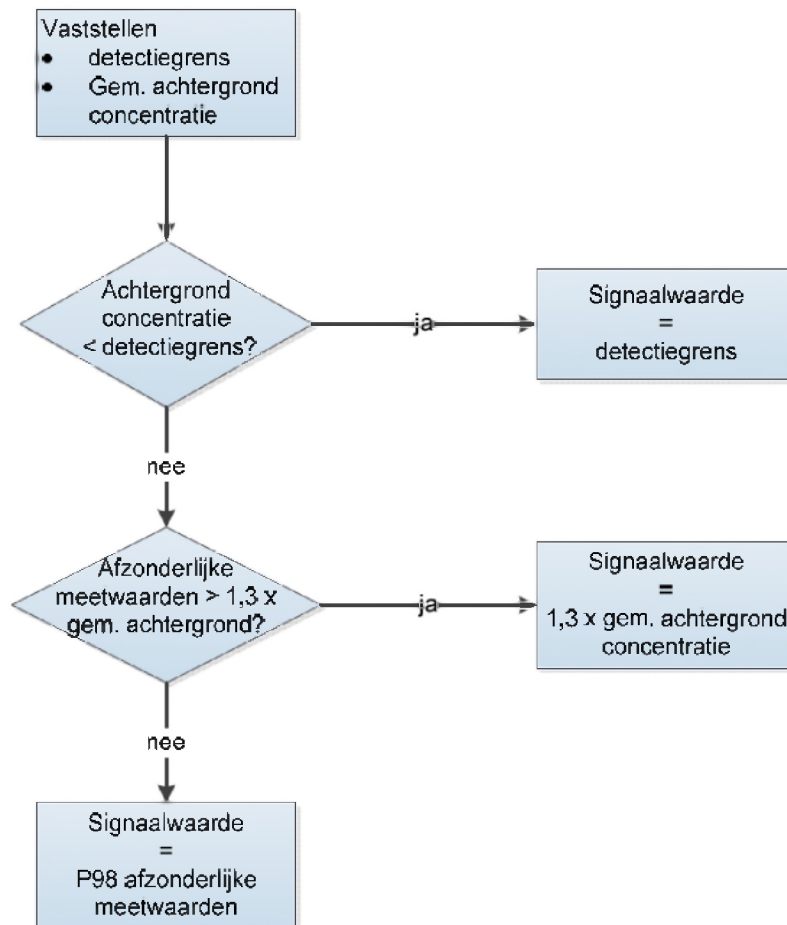 Vaststellen
• detectiegrens
• Gem. achtergrond
concentratie
Achtergrond
concentratie
< detectiegrens?
ja
Signaalwaarde
=
detectiegrens
nee
Afzonderlijke
meetwaarden > 1,3 x
gem. achtergrond?
ja
Signaalwaarde
=
1,3 x gem. achtergrond
concentratie
nee
Signaalwaarde
=
P98 afzonderlijke
meetwaarden